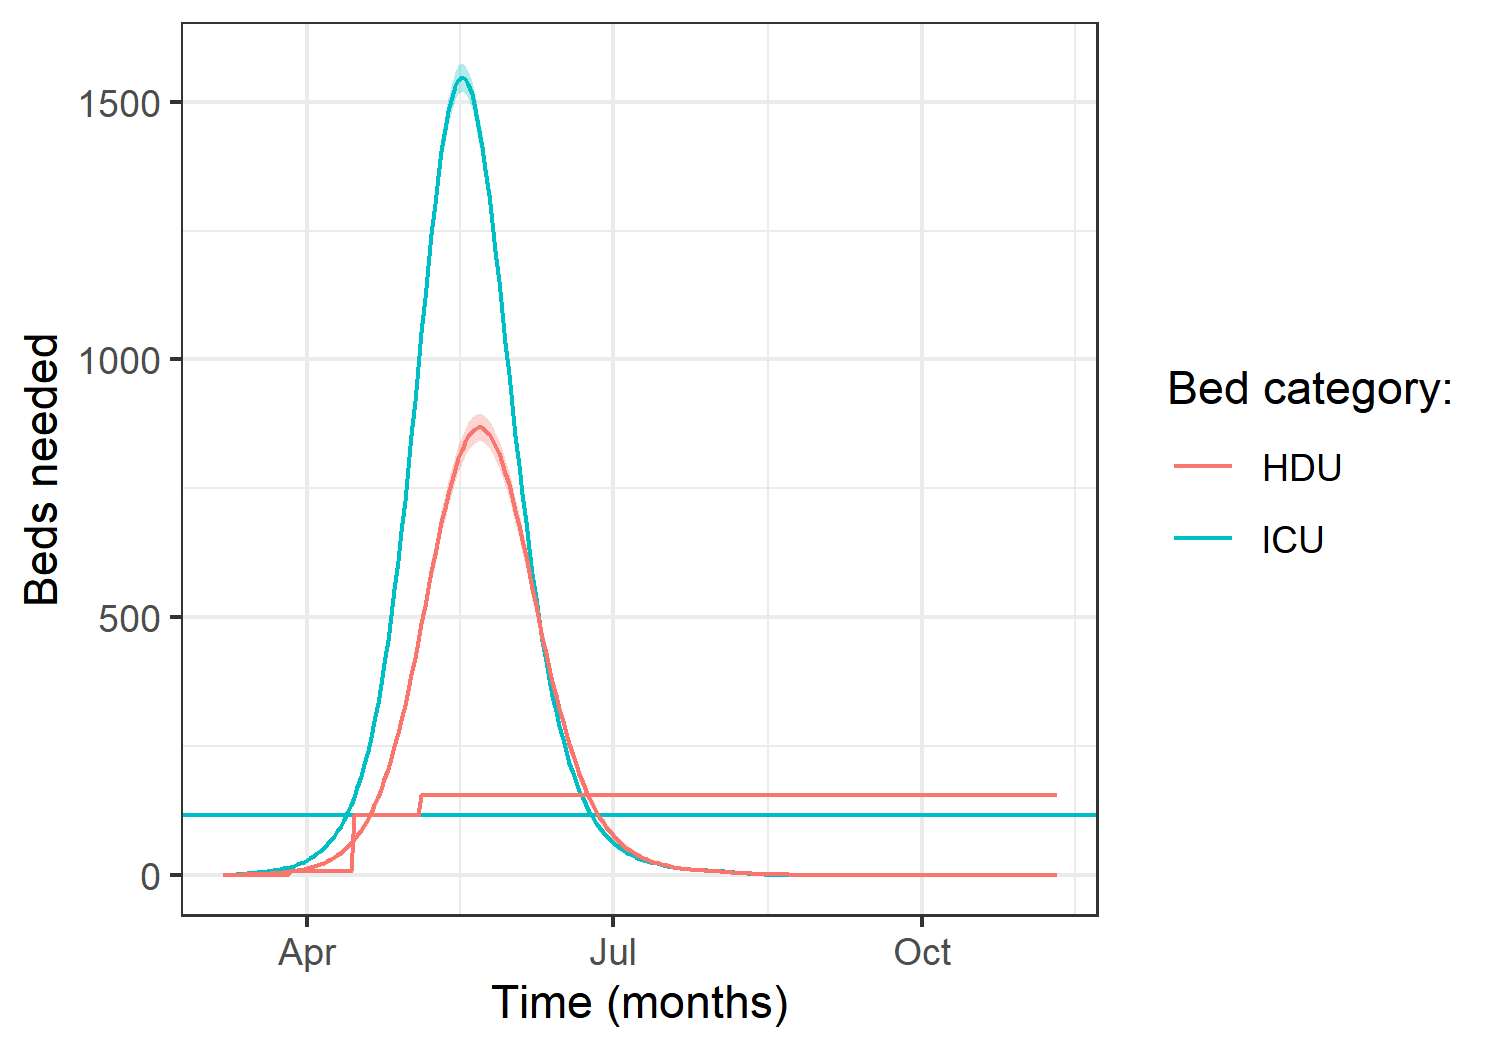 1500
1000
500
0
Beds needed
Apr
Jul
Oct
Time (months)
Bed category:
HDU
ICU